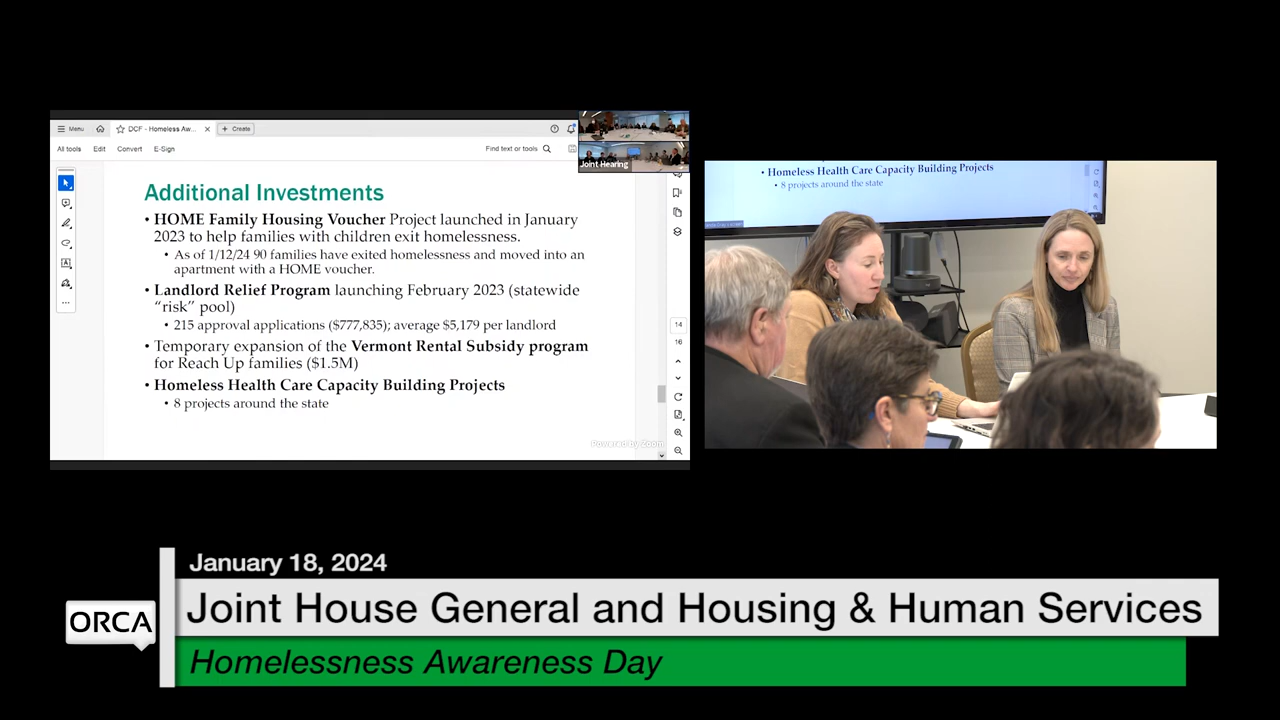 Menu
DCF - Homeless Aw...
Create
All tools
Edit
Convert
E-Sign
Find text or tools
Joint Hearing
Additional Investments
• HOME Family Housing Voucher Project launched in January
2023 to help families with children exit homelessness.
• As of 1/12/24 90 families have exited homelessness and moved into an
apartment with a HOME voucher.
• Landlord Relief Program launching February 2023 (statewide
“risk” pool)
• 215 approval applications ($777,835); average $5,179 per landlord
• Temporary expansion of the Vermont Rental Subsidy program
for Reach Up families ($1.5M)
• Homeless Health Care Capacity Building Projects
• 8 projects around the state
14
16
Powered by Zoom
• Homeless Health Care Capacity Building Projects
• 8 projects around the state
January 18, 2024
ORCA
Joint House General and Housing & Human Services
Homelessness Awareness Day